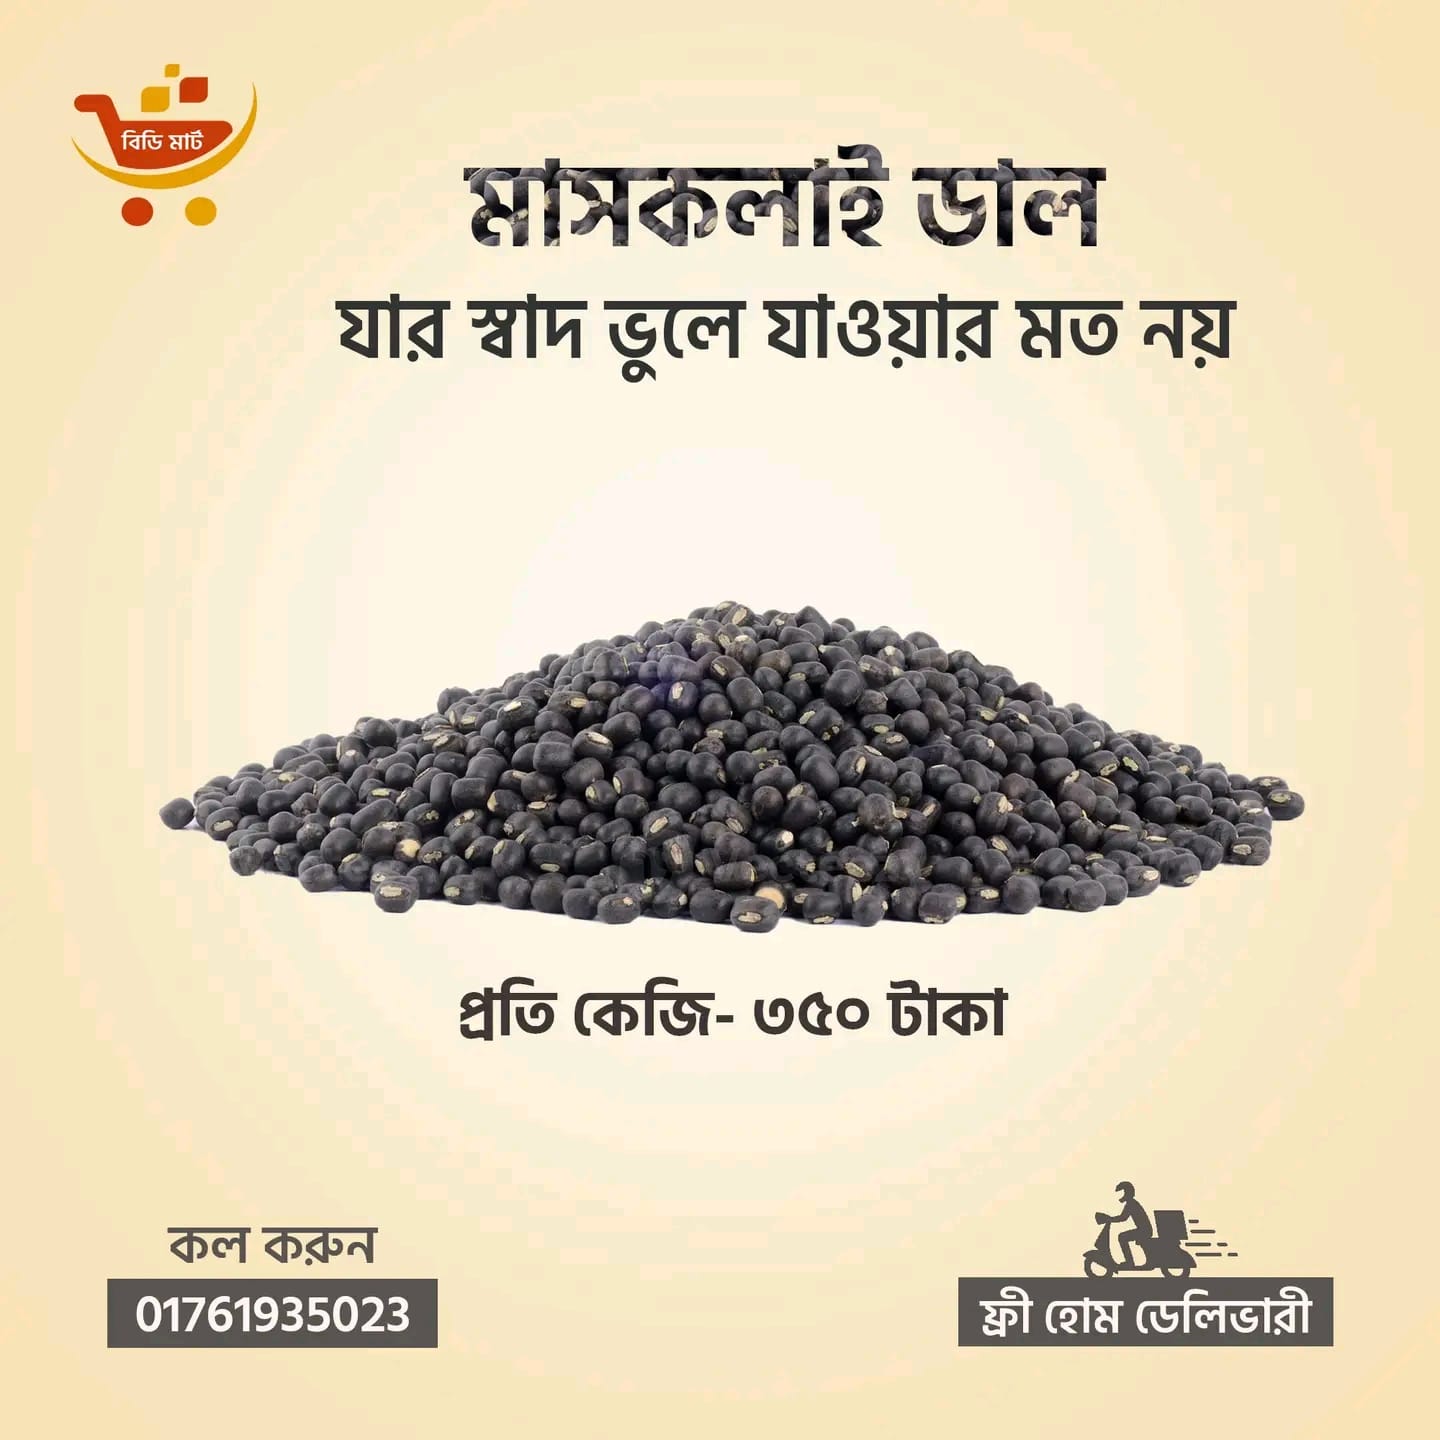 বিডি মার্ট
মাসকলাই ডাল
যার স্বাদ ভুলে যাওয়ার মত নয়
প্রতি কেজি- ৩৫০ টাকা
কল করুন
01761935023
ফ্রী হোম ডেলিভারী